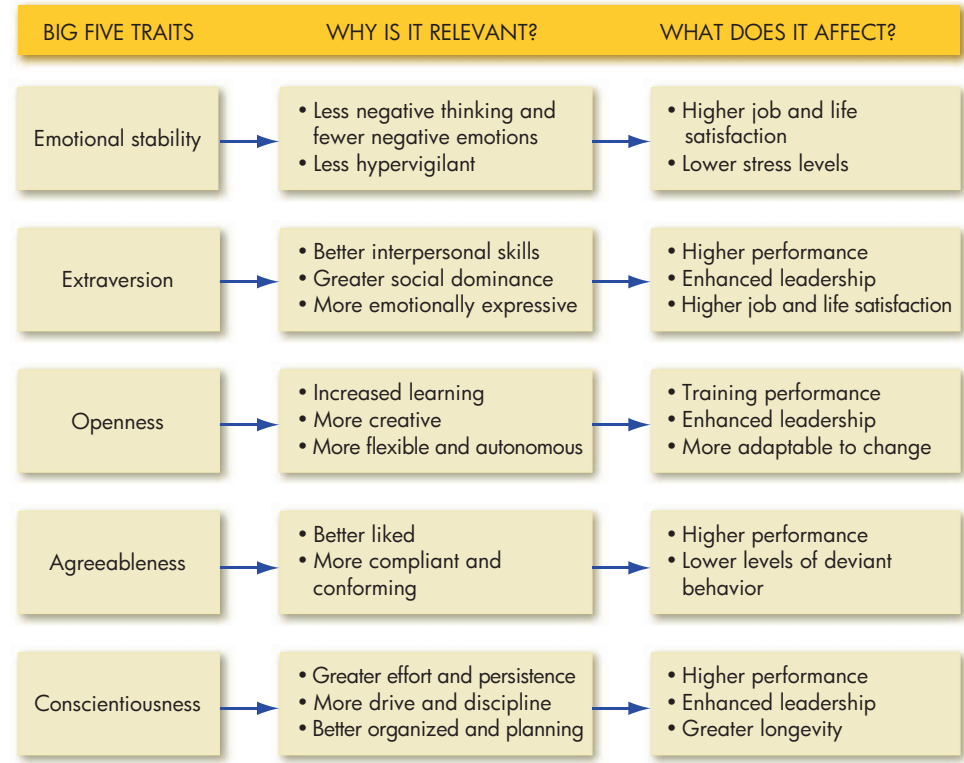 BIG FIVE TRAITS
WHY IS IT RELEVANT?
WHAT DOES IT AFFECT?
Emotional stability
• Less negative thinking and
fewer negative emotions
• Less hypervigilant
• Higher job and life
satisfaction
• Lower stress levels
Extraversion
• Better interpersonal skills
• Greater social dominance
• More emotionally expressive
• Higher performance
• Enhanced leadership
• Higher job and life satisfaction
Openness
• Increased learning
• More creative
• More flexible and autonomous
• Training performance
• Enhanced leadership
• More adaptable to change
Agreeableness
• Better liked
• More compliant and
conforming
• Higher performance
• Lower levels of deviant
behavior
Conscientiousness
• Greater effort and persistence
• More drive and discipline
• Better organized and planning
• Higher performance
• Enhanced leadership
• Greater longevity